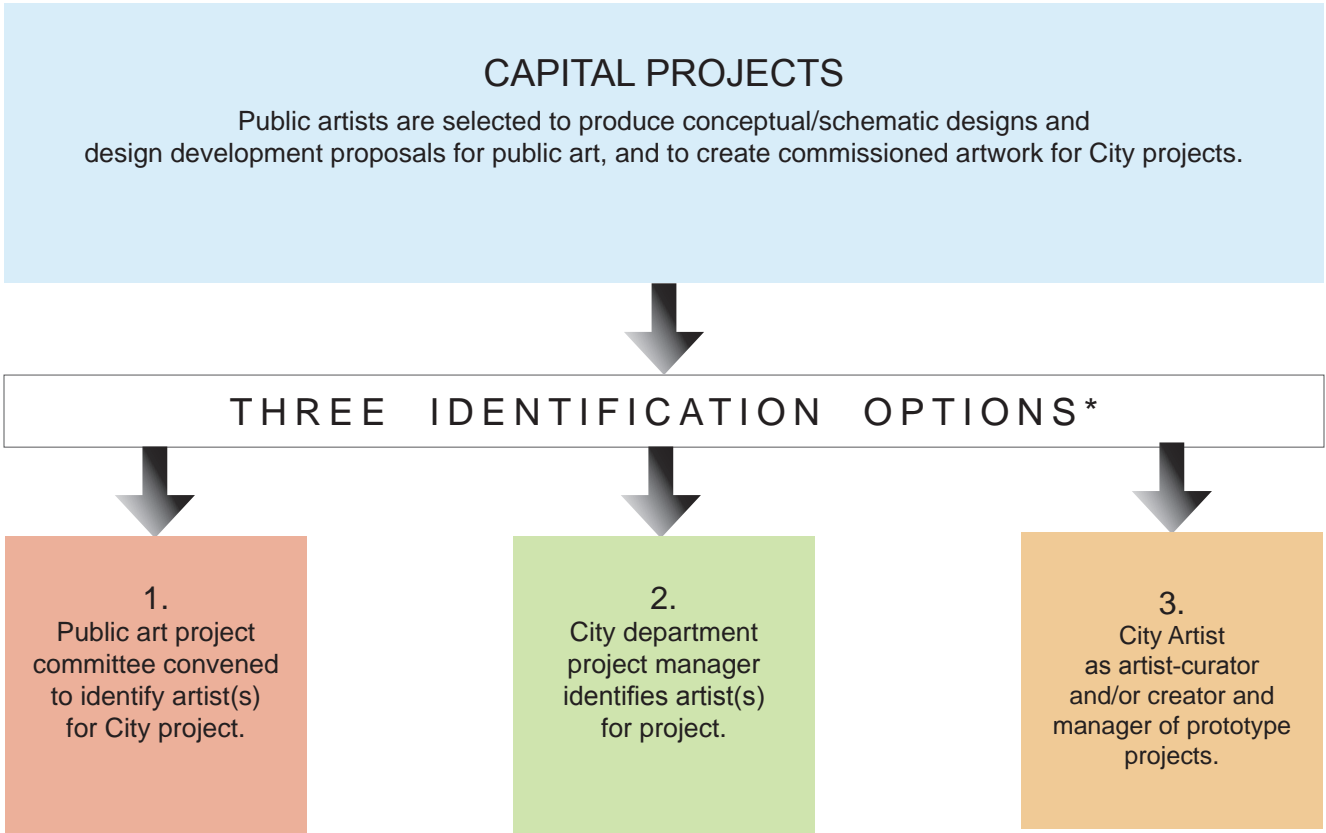 CAPITAL PROJECTS
Public artists are selected to produce conceptual/schematic designs and
design development proposals for public art, and to create commissioned artwork for City projects.
THREE IDENTIFICATION OPTIONS*
1.
Public art project
committee convened
to identify artist(s)
for City project.
2.
City department
project manager
identifies artist(s)
for project.
3.
City Artist
as artist-curator
and/or creator and
manager of prototype
projects.